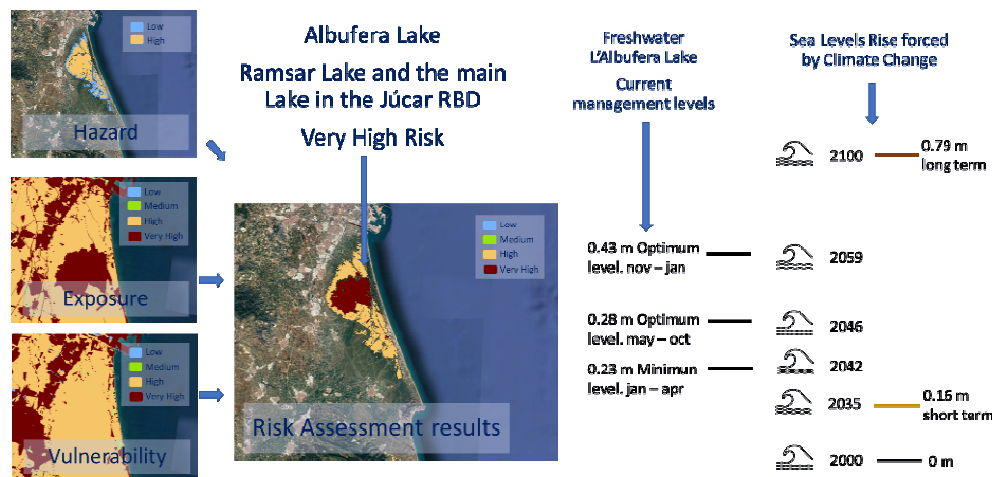 Low
High
Hazard
Low
Medium
High
Very High
Exposure
Low
Medium
High
Very High
Vulnerability
Albufera Lake
Ramsar Lake and the main
Lake in the Júcar RBD
Very High Risk
Low
Medium
High
Very High
Risk Assessment results
Freshwater
L'Albufera Lake
Current
management levels
0.43 m Optimum
level. nov – jan
0.28 m Optimum
level. may – oct
0.23 m Minimun
level. jan – apr
Sea Levels Rise forced
by Climate Change
2100
0.79 m
long term
2059
2046
2042
2035
0.16 m
short term
2000
0 m